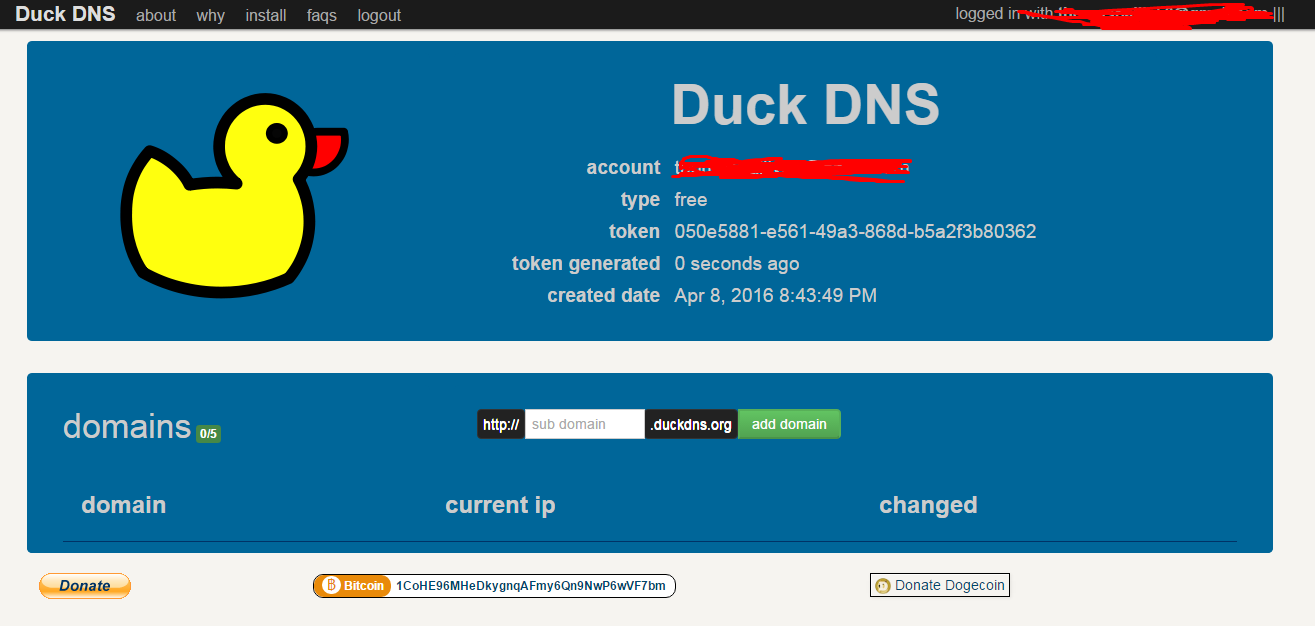 Duck DNS about why install faqs logout logged in with |||
Duck DNS
account
type free
token 050e5881-e561-49a3-868d-b5a2f3b80362
token generated 0 seconds ago
created date Apr 8, 2016 8:43:49 PM
domains 0/5 http:// sub domain .duckdns.org add domain
domain current ip changed
Donate Bitcoin 1CoHE96MHeDkygnqAFmy6Qn9NwP6wVF7bm Donate Dogecoin